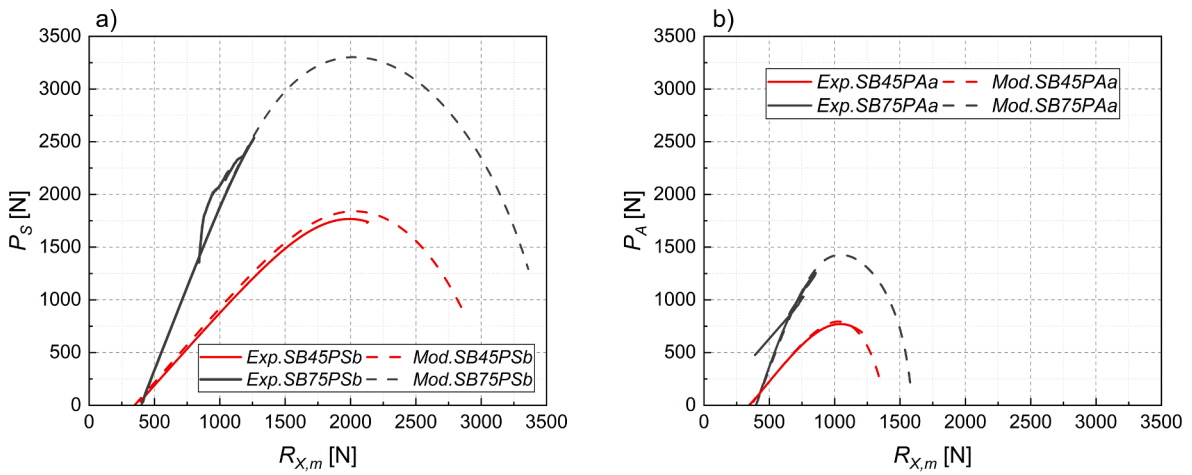 a)
3500
3000
2500
2000
1500
1000
500
0
P_S [N]
Exp.SB45PSb Mod.SB45PSb
Exp.SB75PSb Mod.SB75PSb
0 500 1000 1500 2000 2500 3000 3500
R_{X,m} [N]
b)
3500
3000
2500
2000
1500
1000
500
0
P_A [N]
Exp.SB45PAa Mod.SB45PAa
Exp.SB75PAa Mod.SB75PAa
0 500 1000 1500 2000 2500 3000 3500
R_{X,m} [N]